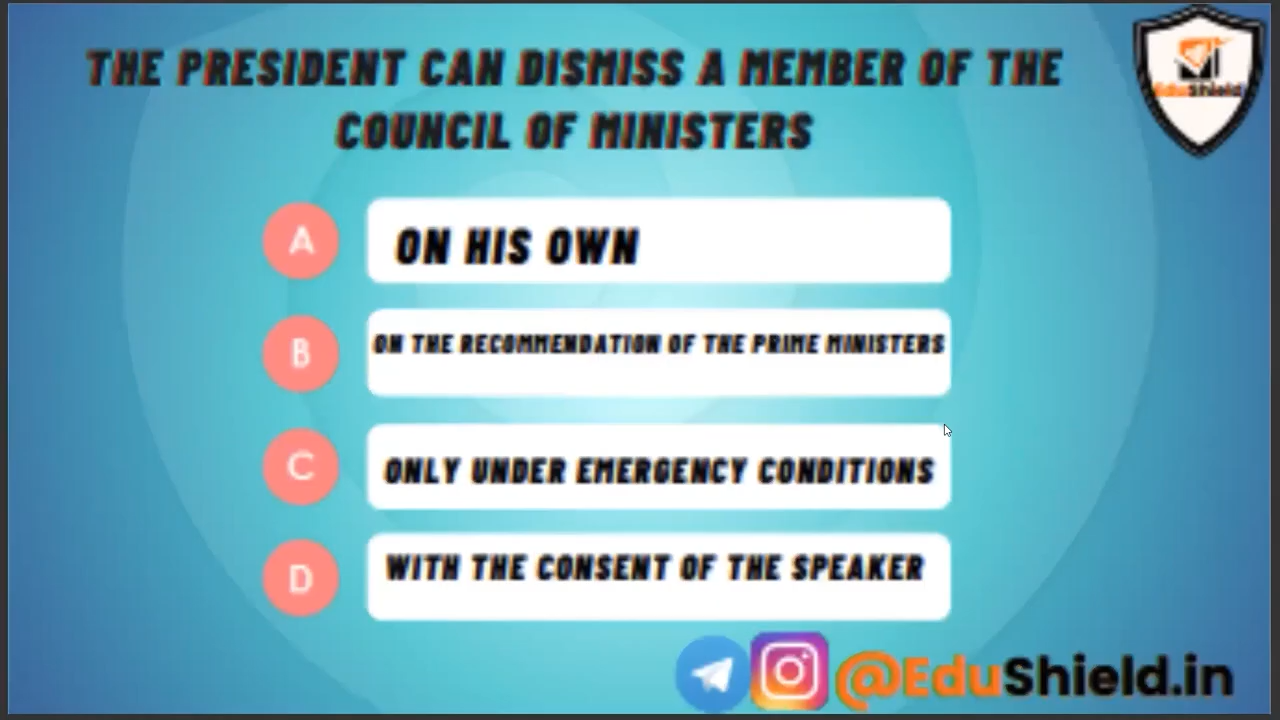 THE PRESIDENT CAN DISMISS A MEMBER OF THE
COUNCIL OF MINISTERS
EduShield
A
ON HIS OWN
B
ON THE RECOMMENDATION OF THE PRIME MINISTERS
C
ONLY UNDER EMERGENCY CONDITIONS
D
WITH THE CONSENT OF THE SPEAKER
@EduShield.in